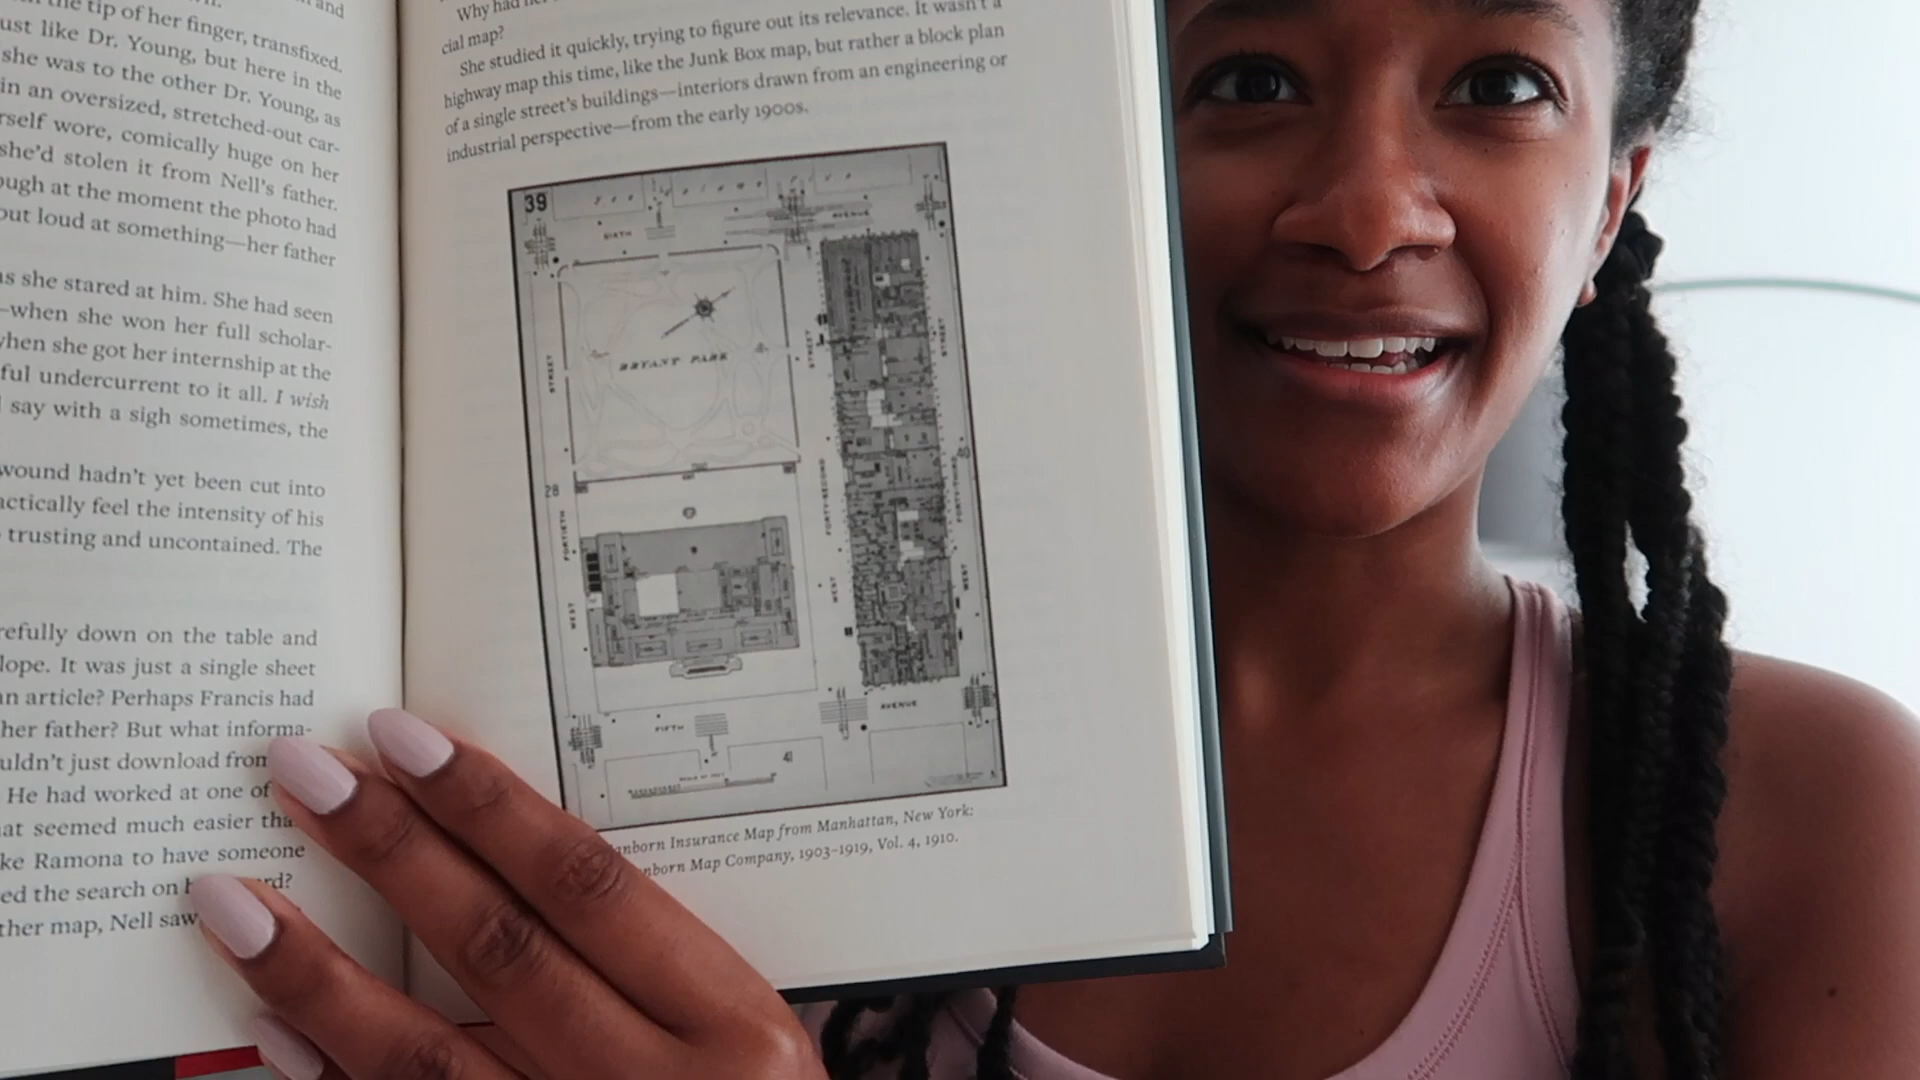 the tip of her finger, transfixed.
ust like Dr. Young, but here in the
she was to the other Dr. Young, as
in an oversized, stretched-out car-
rself wore, comically huge on her
she'd stolen it from Nell's father.
ough at the moment the photo had
out loud at something—her father
as she stared at him. She had seen
—when she won her full scholar-
when she got her internship at the
ful undercurrent to it all. I wish
say with a sigh sometimes, the
wound hadn't yet been cut into
actically feel the intensity of his
trusting and uncontained. The
refully down on the table and
lope. It was just a single sheet
an article? Perhaps Francis had
her father? But what informa-
uldn't just download from
He had worked at one of
hat seemed much easier tha
ke Ramona to have someone
ed the search on h
ther map, Nell saw
Why had
cial map?
She studied it quickly, trying to figure out its relevance. It wasn't a
highway map this time, like the Junk Box map, but rather a block plan
of a single street's buildings—interiors drawn from an engineering or
industrial perspective—from the early 1900s.
39
SIXTH AVENUE
BRYANT PARK
STREET
STREET
STREET
28
40
FORTIETH
FORTY-SECOND
FORTY-THIRD
WEST
WEST
WEST
FIFTH AVENUE
41
SCALE OF FEET
anborn Insurance Map from Manhattan, New York:
nborn Map Company, 1903–1919, Vol. 4, 1910.